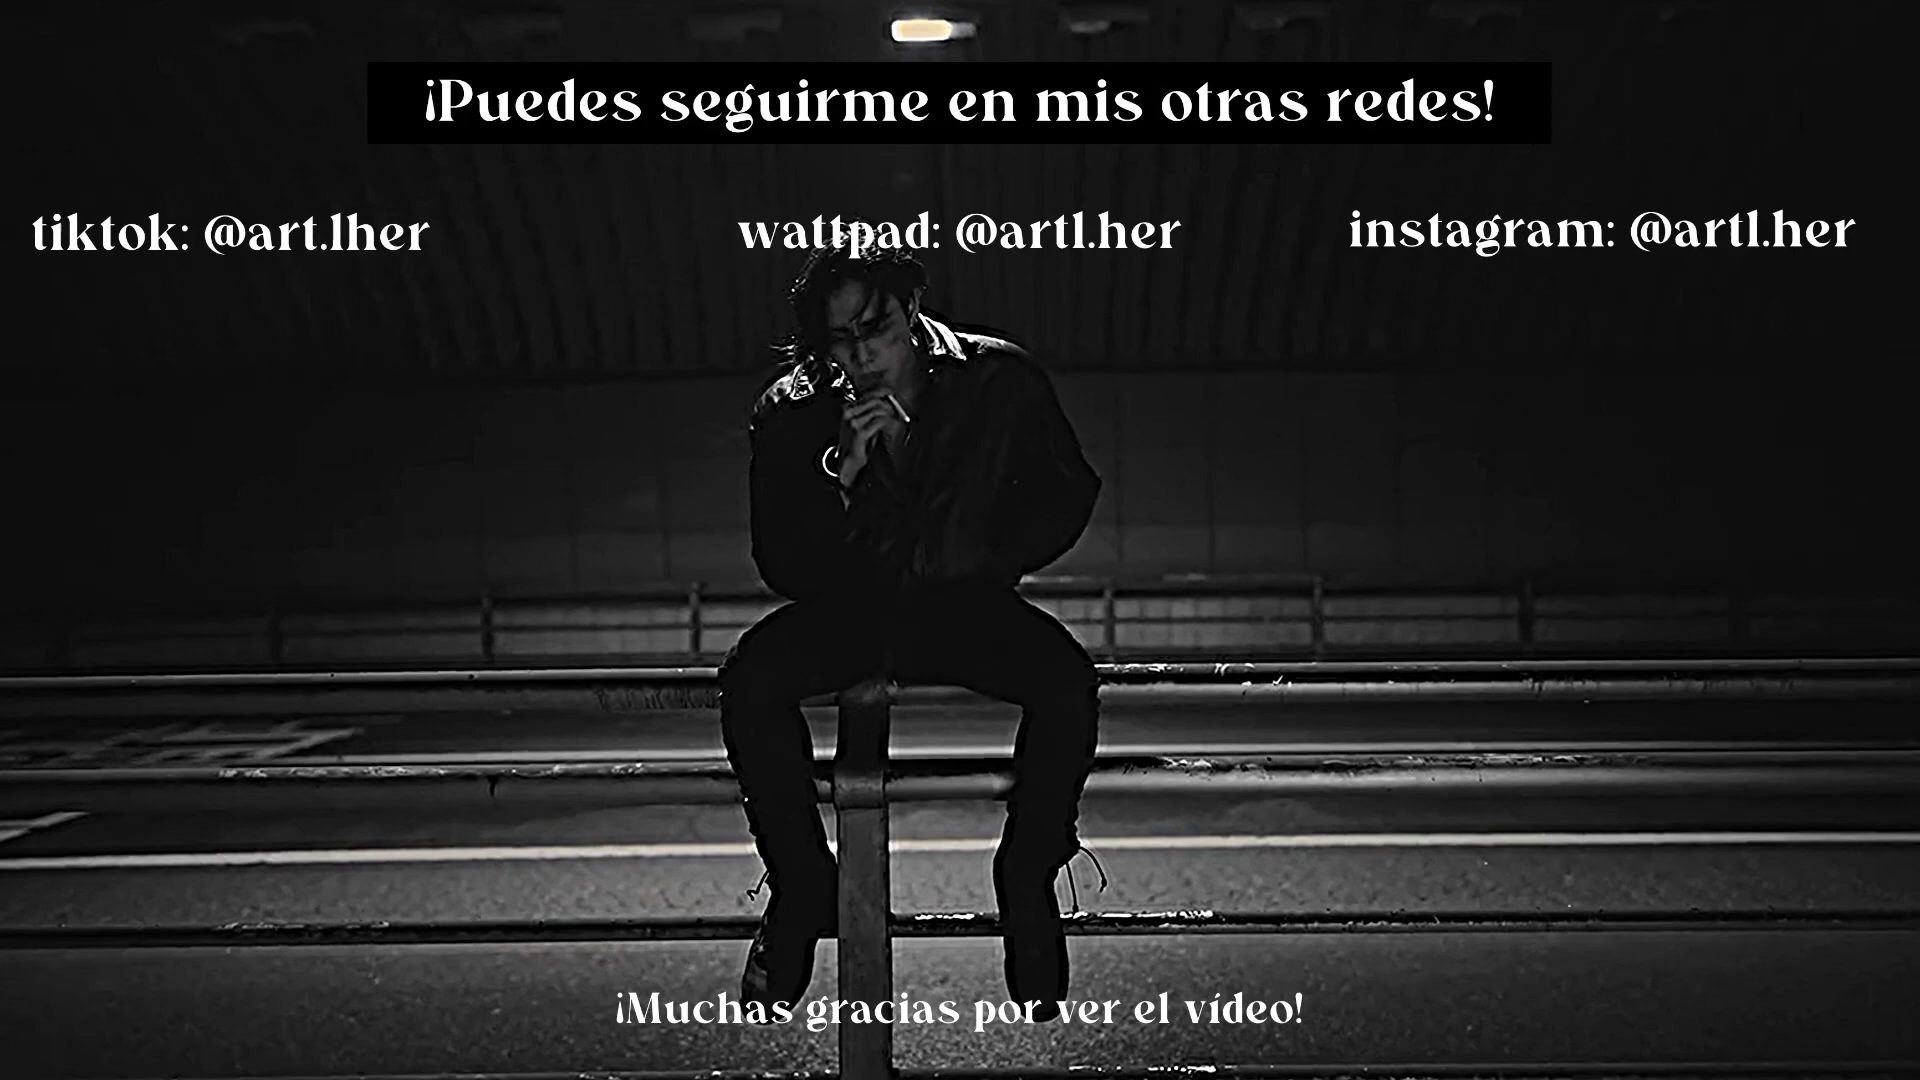 ¡Puedes seguirme en mis otras redes!
tiktok: @art.lher
wattpad: @artl.her
instagram: @artl.her
¡Muchas gracias por ver el vídeo!